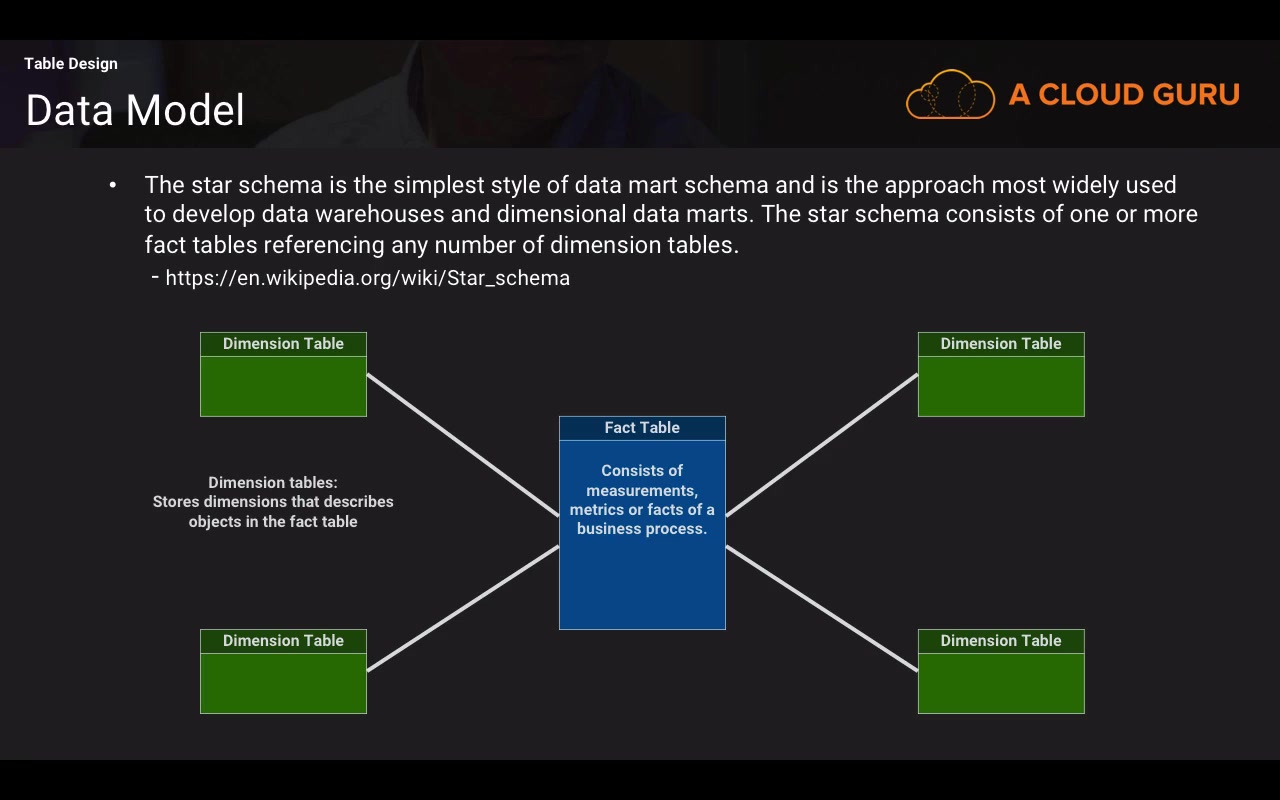 Table Design
Data Model
A CLOUD GURU
• The star schema is the simplest style of data mart schema and is the approach most widely used
to develop data warehouses and dimensional data marts. The star schema consists of one or more
fact tables referencing any number of dimension tables.
- https://en.wikipedia.org/wiki/Star_schema
Dimension Table
Dimension Table
Fact Table
Consists of
measurements,
metrics or facts of a
business process.
Dimension tables:
Stores dimensions that describes
objects in the fact table
Dimension Table
Dimension Table